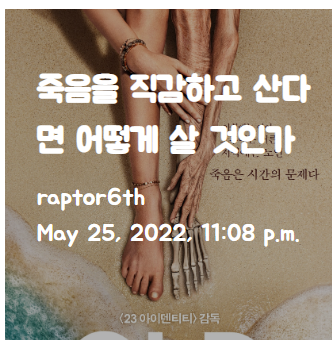 죽음을 직감하고 산다
면 어떻게 살 것인가
죽음은 시간의 문제다
raptor6th
May 25, 2022, 11:08 p.m.
〈23 아이덴티티〉 감독